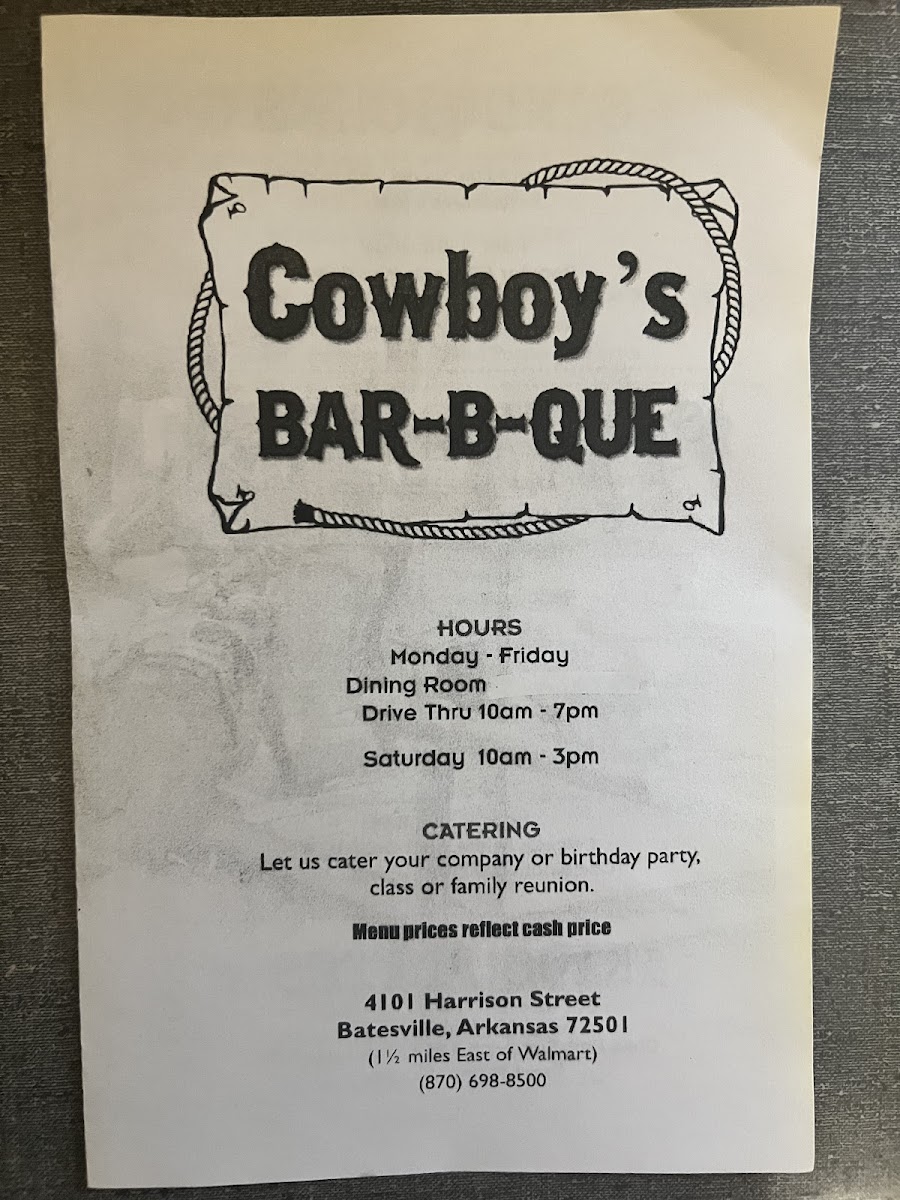 Cowboy's
BAR-B-QUE
HOURS
Monday - Friday
Dining Room
Drive Thru 10am - 7pm
Saturday 10am - 3pm
CATERING
Let us cater your company or birthday party,
class or family reunion.
Menu prices reflect cash price
4101 Harrison Street
Batesville, Arkansas 72501
(1½ miles East of Walmart)
(870) 698-8500